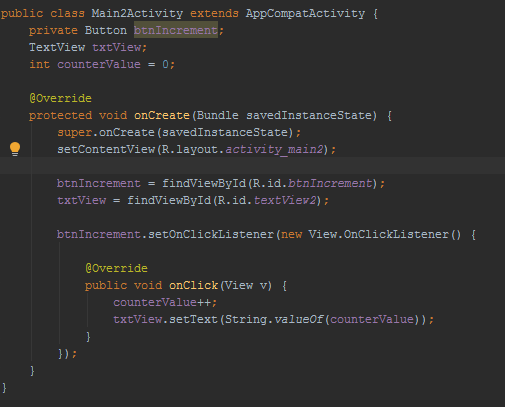 public class Main2Activity extends AppCompatActivity {
    private Button btnIncrement;
    TextView txtView;
    int counterValue = 0;

    @Override
    protected void onCreate(Bundle savedInstanceState) {
        super.onCreate(savedInstanceState);
        setContentView(R.layout.activity_main2);

        btnIncrement = findViewById(R.id.btnIncrement);
        txtView = findViewById(R.id.textView2);

        btnIncrement.setOnClickListener(new View.OnClickListener() {

            @Override
            public void onClick(View v) {
                counterValue++;
                txtView.setText(String.valueOf(counterValue));
            }
        });
    }
}